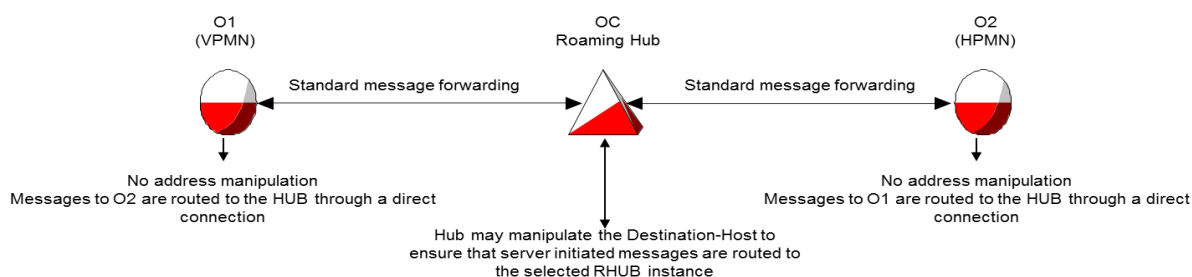 O1
(VPMN)
OC
Roaming Hub
O2
(HPMN)
Standard message forwarding
Standard message forwarding
No address manipulation
Messages to O2 are routed to the HUB through a direct
connection
No address manipulation
Messages to O1 are routed to the HUB through a direct
connection
Hub may manipulate the Destination-Host to
ensure that server initiated messages are routed to
the selected RHUB instance